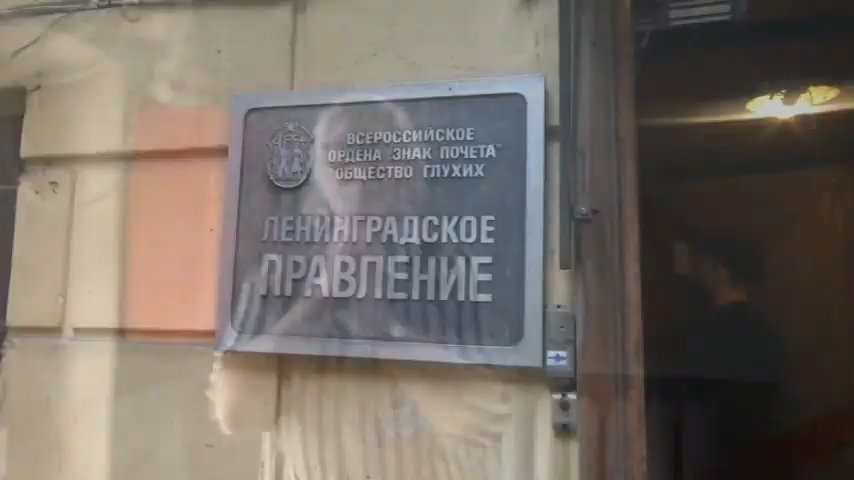 ВСЕРОССИЙСКОЕ
ОРДЕНА "ЗНАК ПОЧЕТА"
ОБЩЕСТВО ГЛУХИХ
ЛЕНИНГРАДСКОЕ
ПРАВЛЕНИЕ